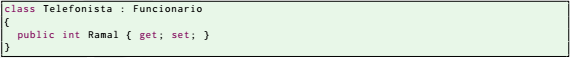 class Telefonista : Funcionario
{
  public int Ramal { get; set; }
}